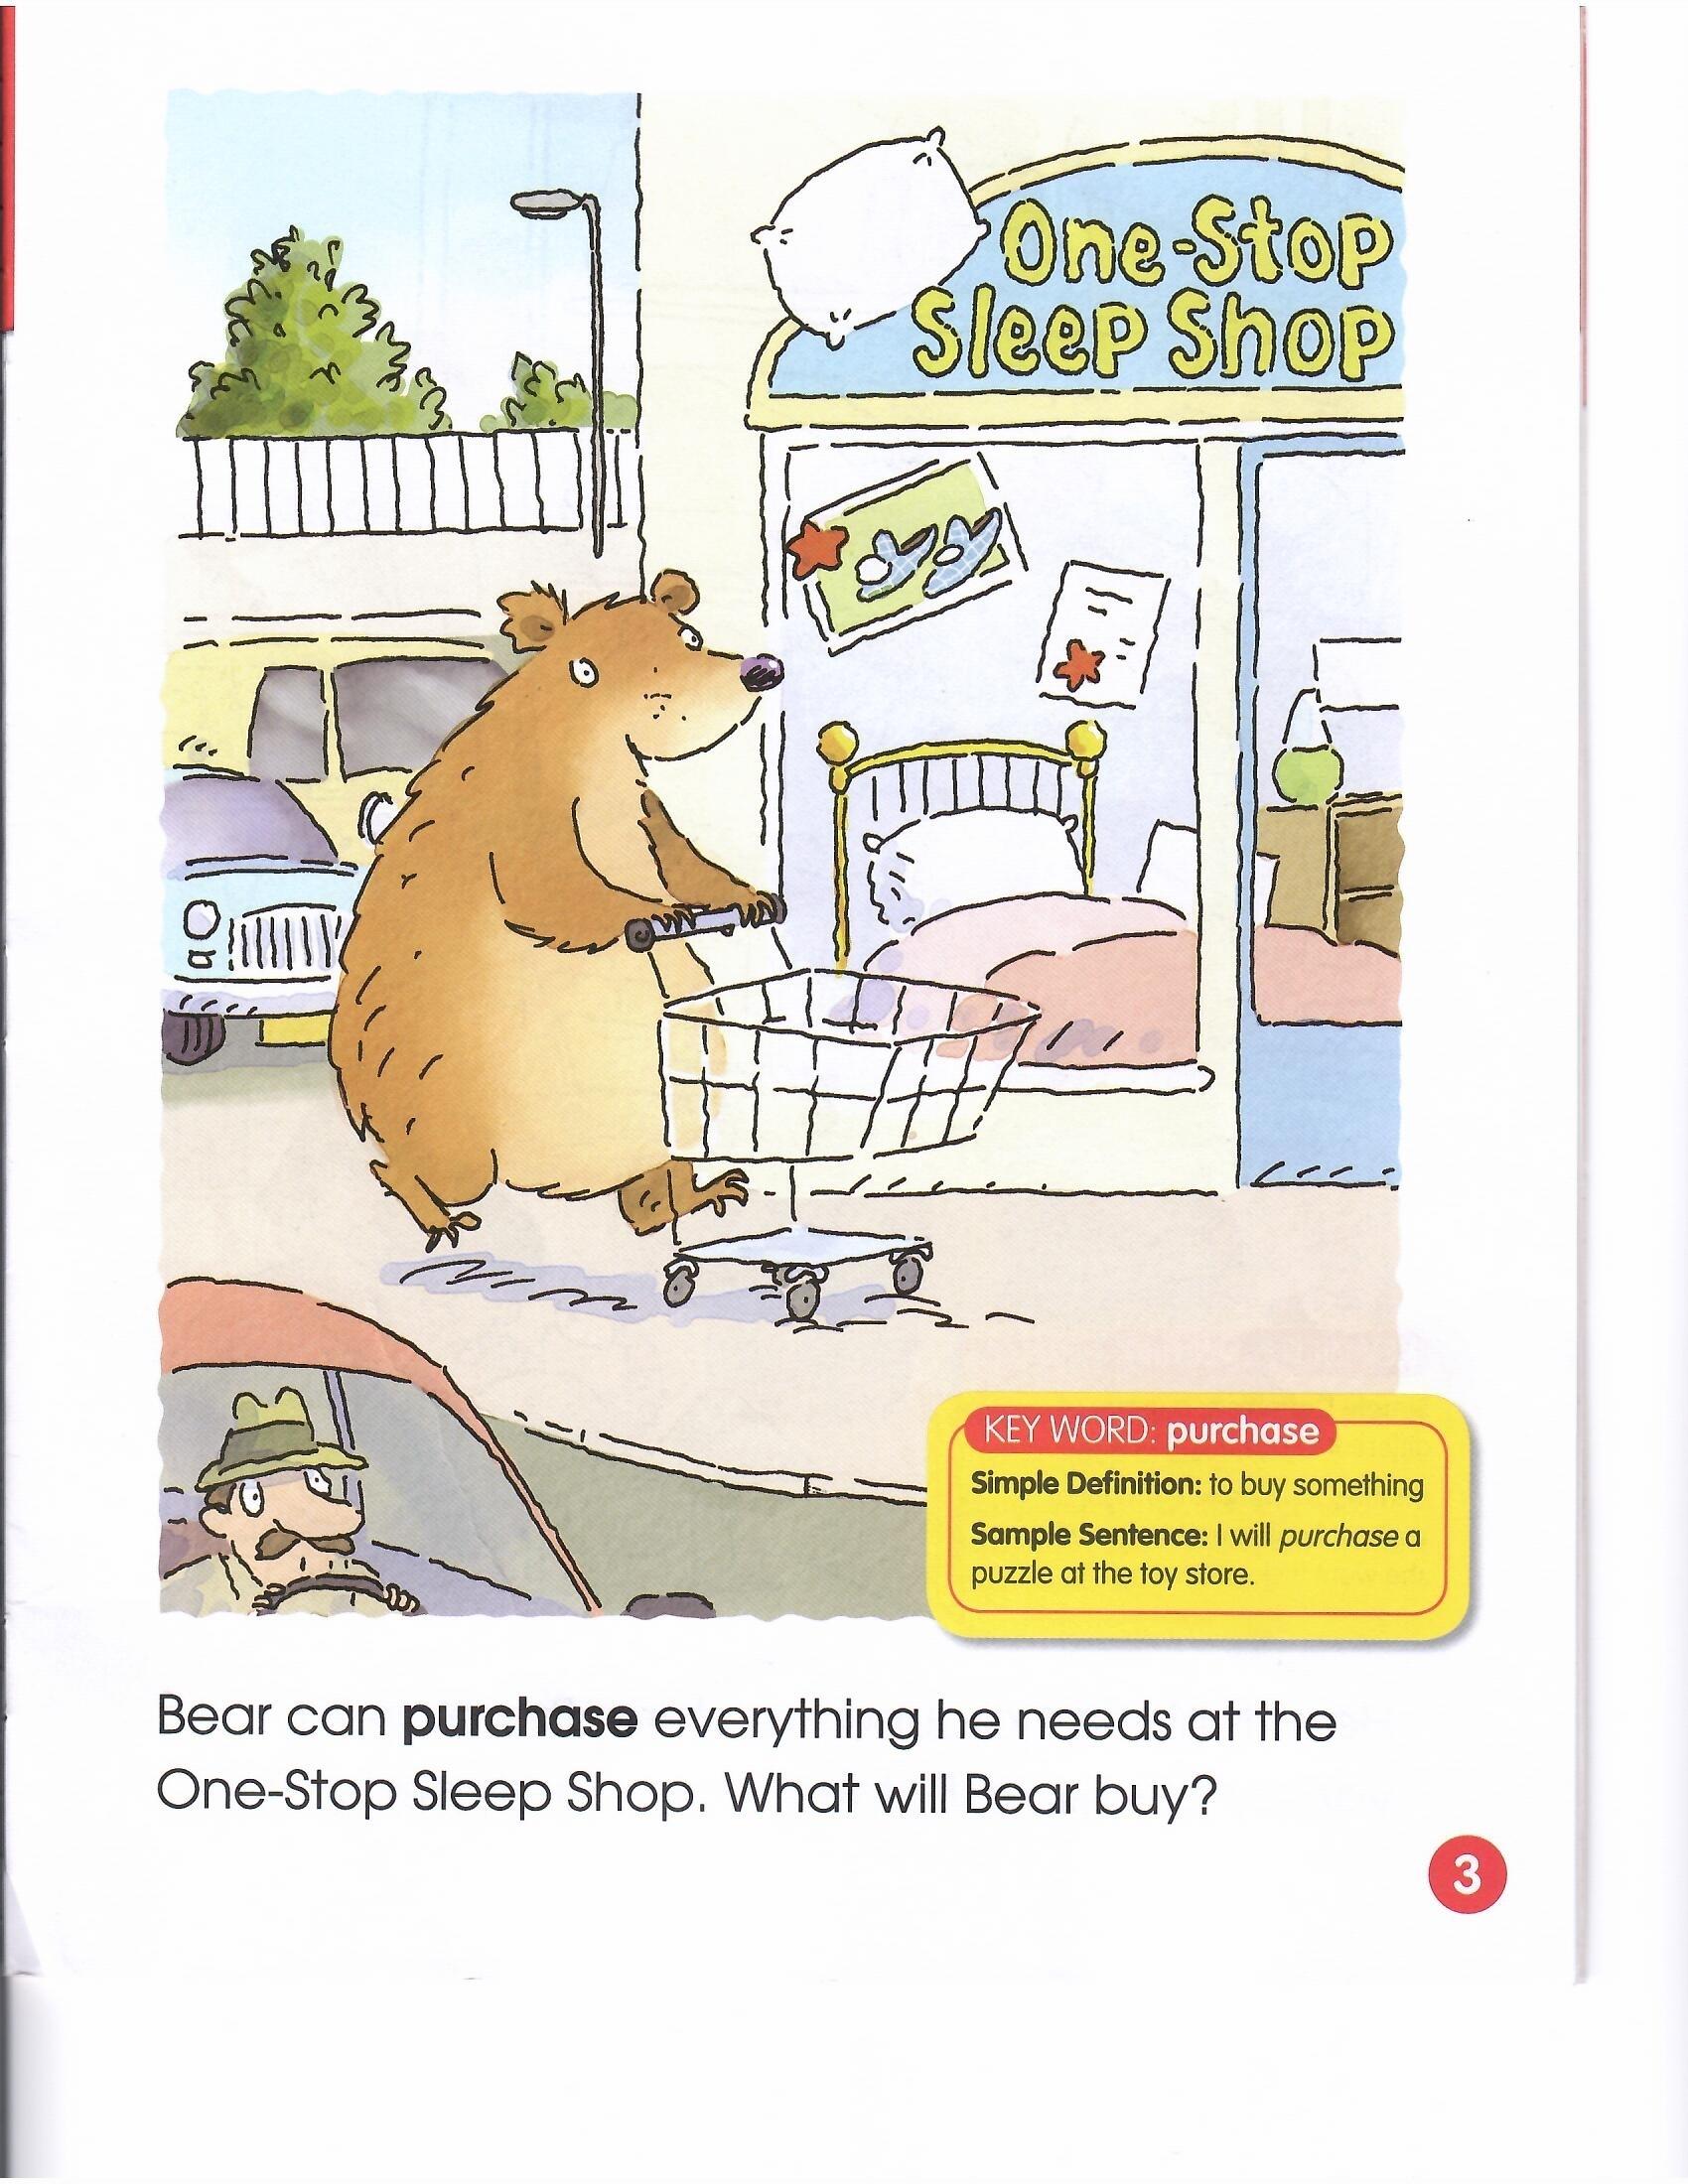 One-Stop
Sleep Shop
KEY WORD: purchase
Simple Definition: to buy something
Sample Sentence: I will purchase a
puzzle at the toy store.
Bear can purchase everything he needs at the
One-Stop Sleep Shop. What will Bear buy?
3